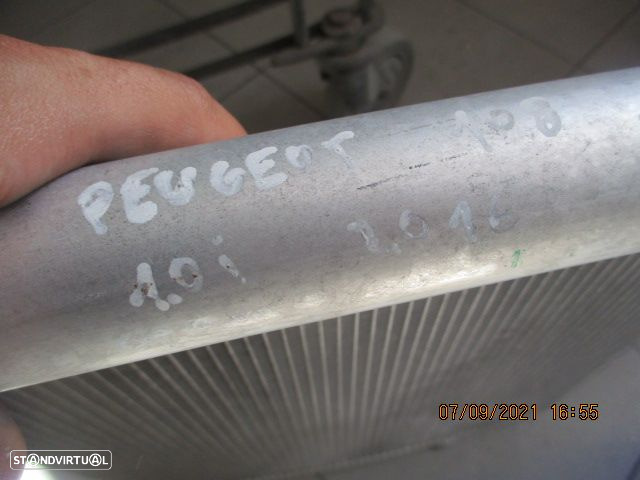 PEUGEOT 108
1.0i 2016
07/09/2021 16:55
STANDVIRTUAL